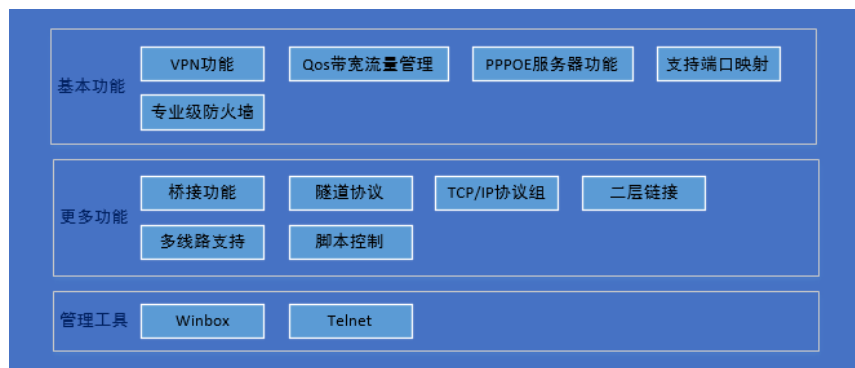 基本功能
VPN功能
Qos带宽流量管理
PPPOE服务器功能
支持端口映射
专业级防火墙
更多功能
桥接功能
隧道协议
TCP/IP协议组
二层链接
多线路支持
脚本控制
管理工具
Winbox
Telnet